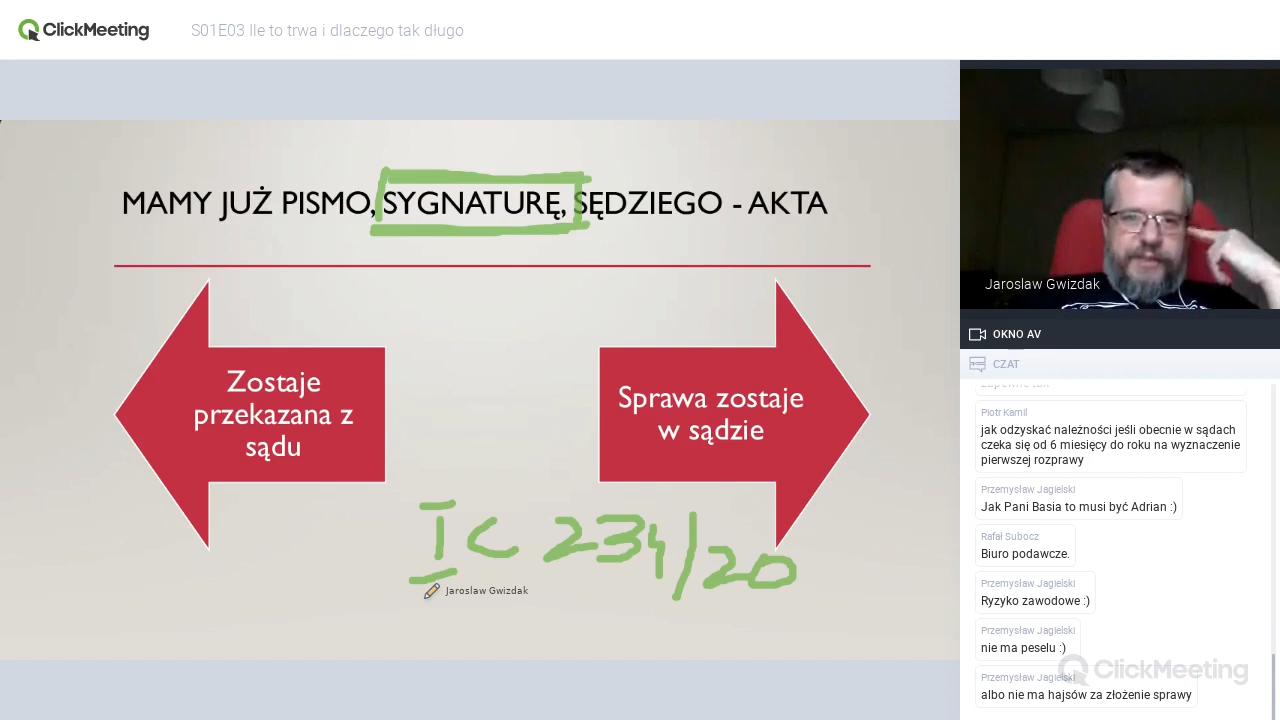 ClickMeeting
S01E03 Ile to trwa i dlaczego tak długo
MAMY JUŻ PISMO, SYGNATURĘ, SĘDZIEGO - AKTA
Zostaje
przekazana z
sądu
Sprawa zostaje
w sądzie
I C 234/20
Jaroslaw Gwizdak
Jaroslaw Gwizdak
OKNO AV
CZAT
zapewne tak
Piotr Kamil
jak odzyskać należności jeśli obecnie w sądach
czeka się od 6 miesięcy do roku na wyznaczenie
pierwszej rozprawy
Przemysław Jagielski
Jak Pani Basia to musi być Adrian :)
Rafał Subocz
Biuro podawcze.
Przemysław Jagielski
Ryzyko zawodowe :)
Przemysław Jagielski
nie ma peselu :)
Przemysław Jagielski
albo nie ma hajsów za złożenie sprawy
ClickMeeting